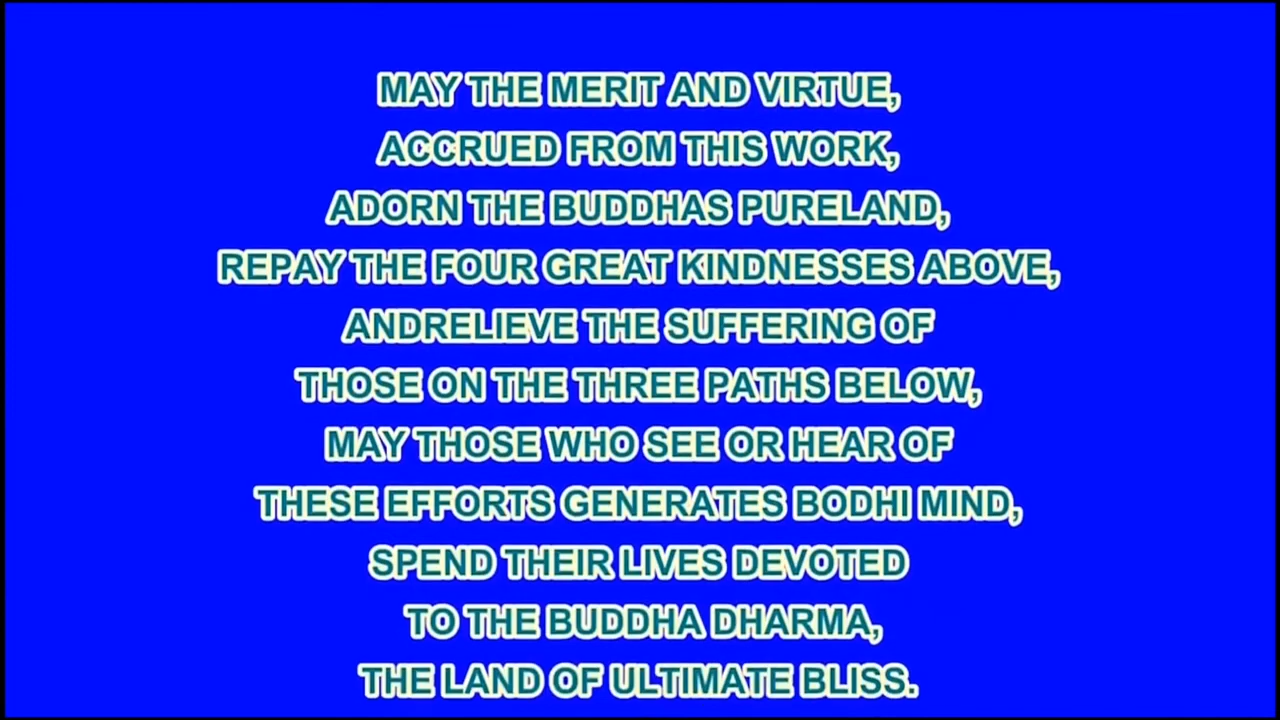 MAY THE MERIT AND VIRTUE,
ACCRUED FROM THIS WORK,
ADORN THE BUDDHAS PURELAND,
REPAY THE FOUR GREAT KINDNESSES ABOVE,
ANDRELIEVE THE SUFFERING OF
THOSE ON THE THREE PATHS BELOW,
MAY THOSE WHO SEE OR HEAR OF
THESE EFFORTS GENERATES BODHI MIND,
SPEND THEIR LIVES DEVOTED
TO THE BUDDHA DHARMA,
THE LAND OF ULTIMATE BLISS.